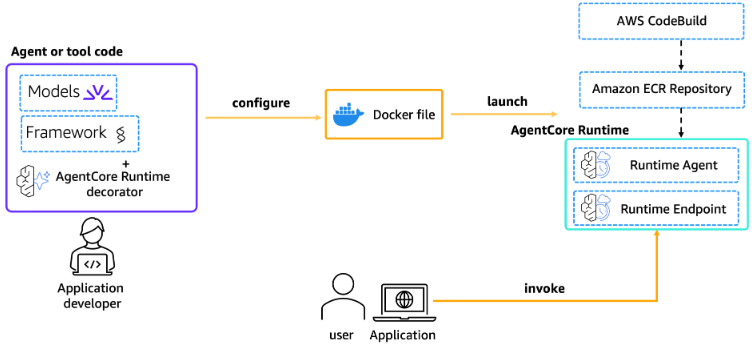 AWS CodeBuild
Agent or tool code
Models
Framework
+
AgentCore Runtime
decorator
configure
Docker file
launch
Amazon ECR Repository
AgentCore Runtime
Runtime Agent
Runtime Endpoint
Application
developer
invoke
user
Application